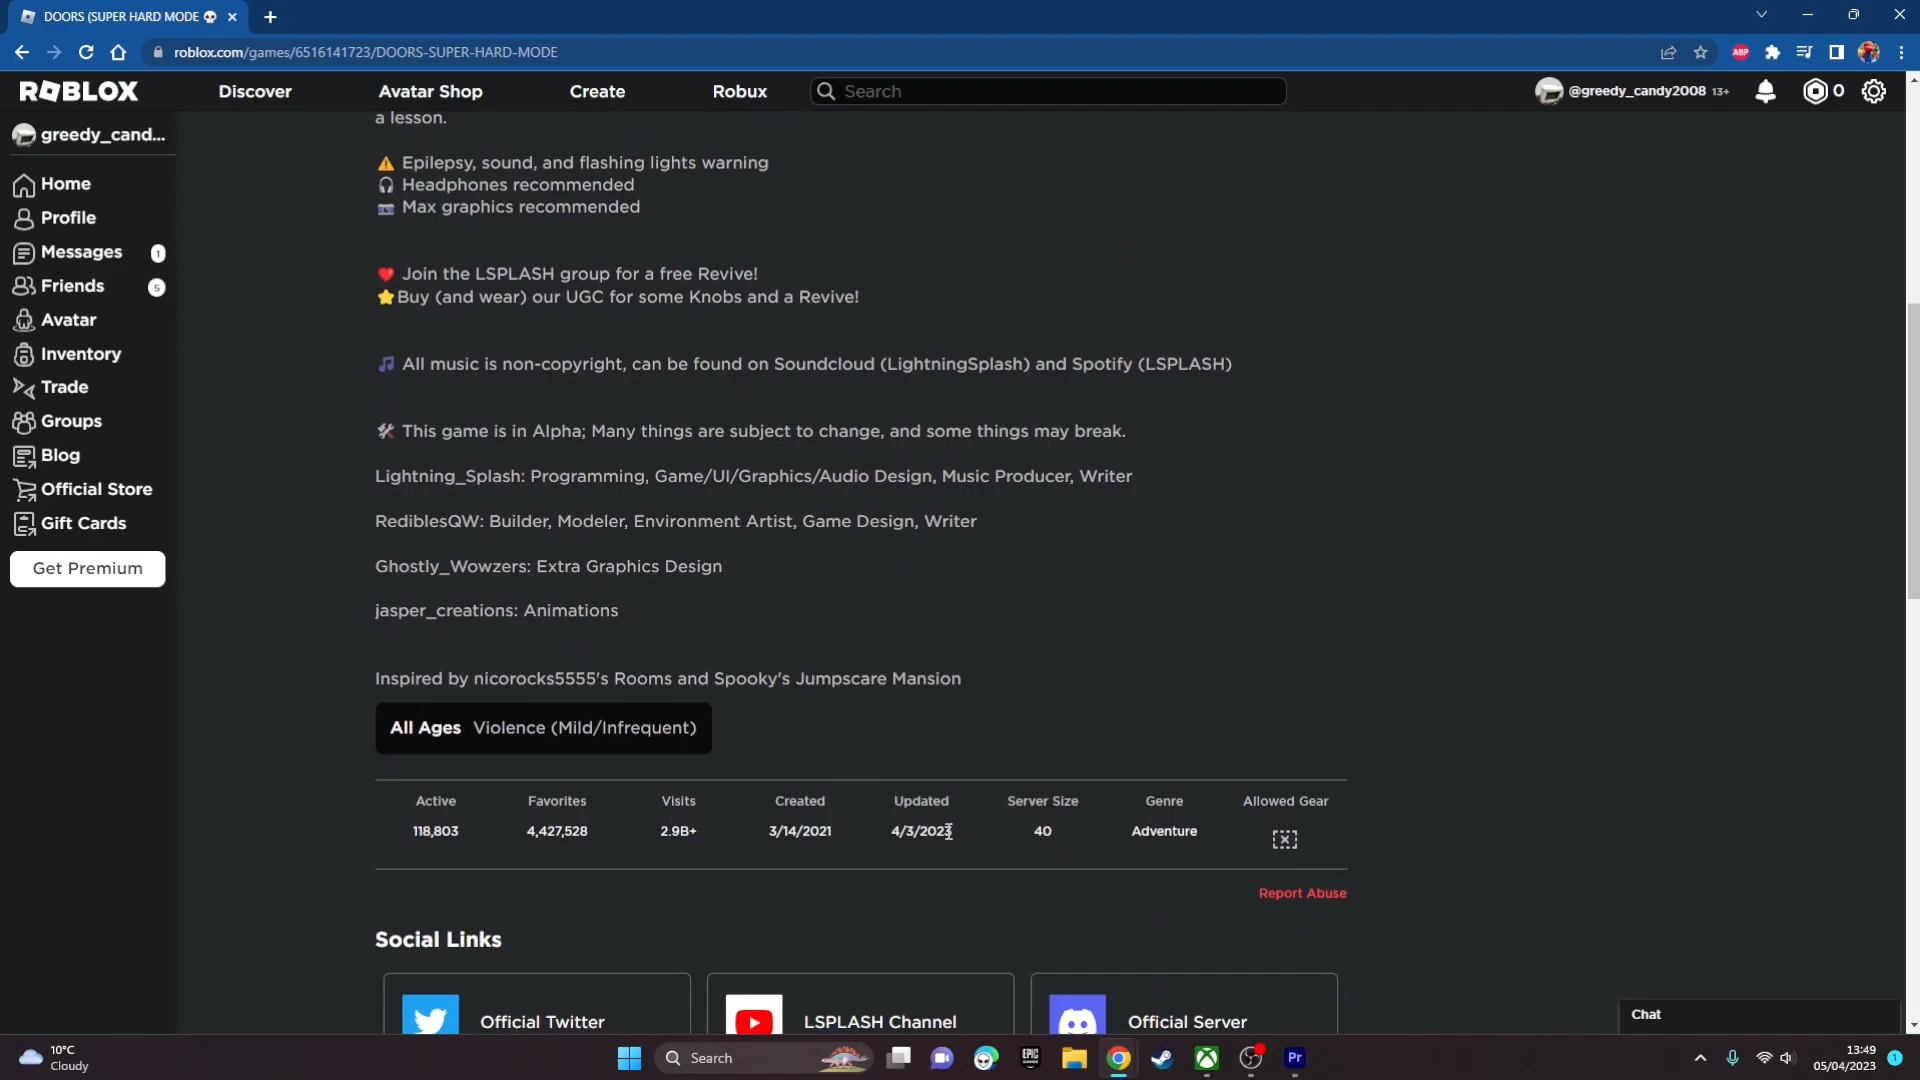 DOORS (SUPER HARD MODE
roblox.com/games/6516141723/DOORS-SUPER-HARD-MODE
ABP
ROBLOX
Discover
Avatar Shop
Create
Robux
Search
@greedy_candy2008 13+
0
greedy_cand...
Home
Profile
Messages 1
Friends 5
Avatar
Inventory
Trade
Groups
Blog
Official Store
Gift Cards
Get Premium
a lesson.
⚠️ Epilepsy, sound, and flashing lights warning
🎧 Headphones recommended
📷 Max graphics recommended
❤️ Join the LSPLASH group for a free Revive!
⭐Buy (and wear) our UGC for some Knobs and a Revive!
🎵 All music is non-copyright, can be found on Soundcloud (LightningSplash) and Spotify (LSPLASH)
🛠️ This game is in Alpha; Many things are subject to change, and some things may break.
Lightning_Splash: Programming, Game/UI/Graphics/Audio Design, Music Producer, Writer
RediblesQW: Builder, Modeler, Environment Artist, Game Design, Writer
Ghostly_Wowzers: Extra Graphics Design
jasper_creations: Animations
Inspired by nicorocks5555's Rooms and Spooky's Jumpscare Mansion
All Ages Violence (Mild/Infrequent)
Active Favorites Visits Created Updated Server Size Genre Allowed Gear
118,803 4,427,528 2.9B+ 3/14/2021 4/3/2023 40 Adventure
Report Abuse
Social Links
Official Twitter
LSPLASH Channel
Official Server
Chat
10°C
Cloudy
Search
EPIC
Pr
13:49
05/04/2023
1